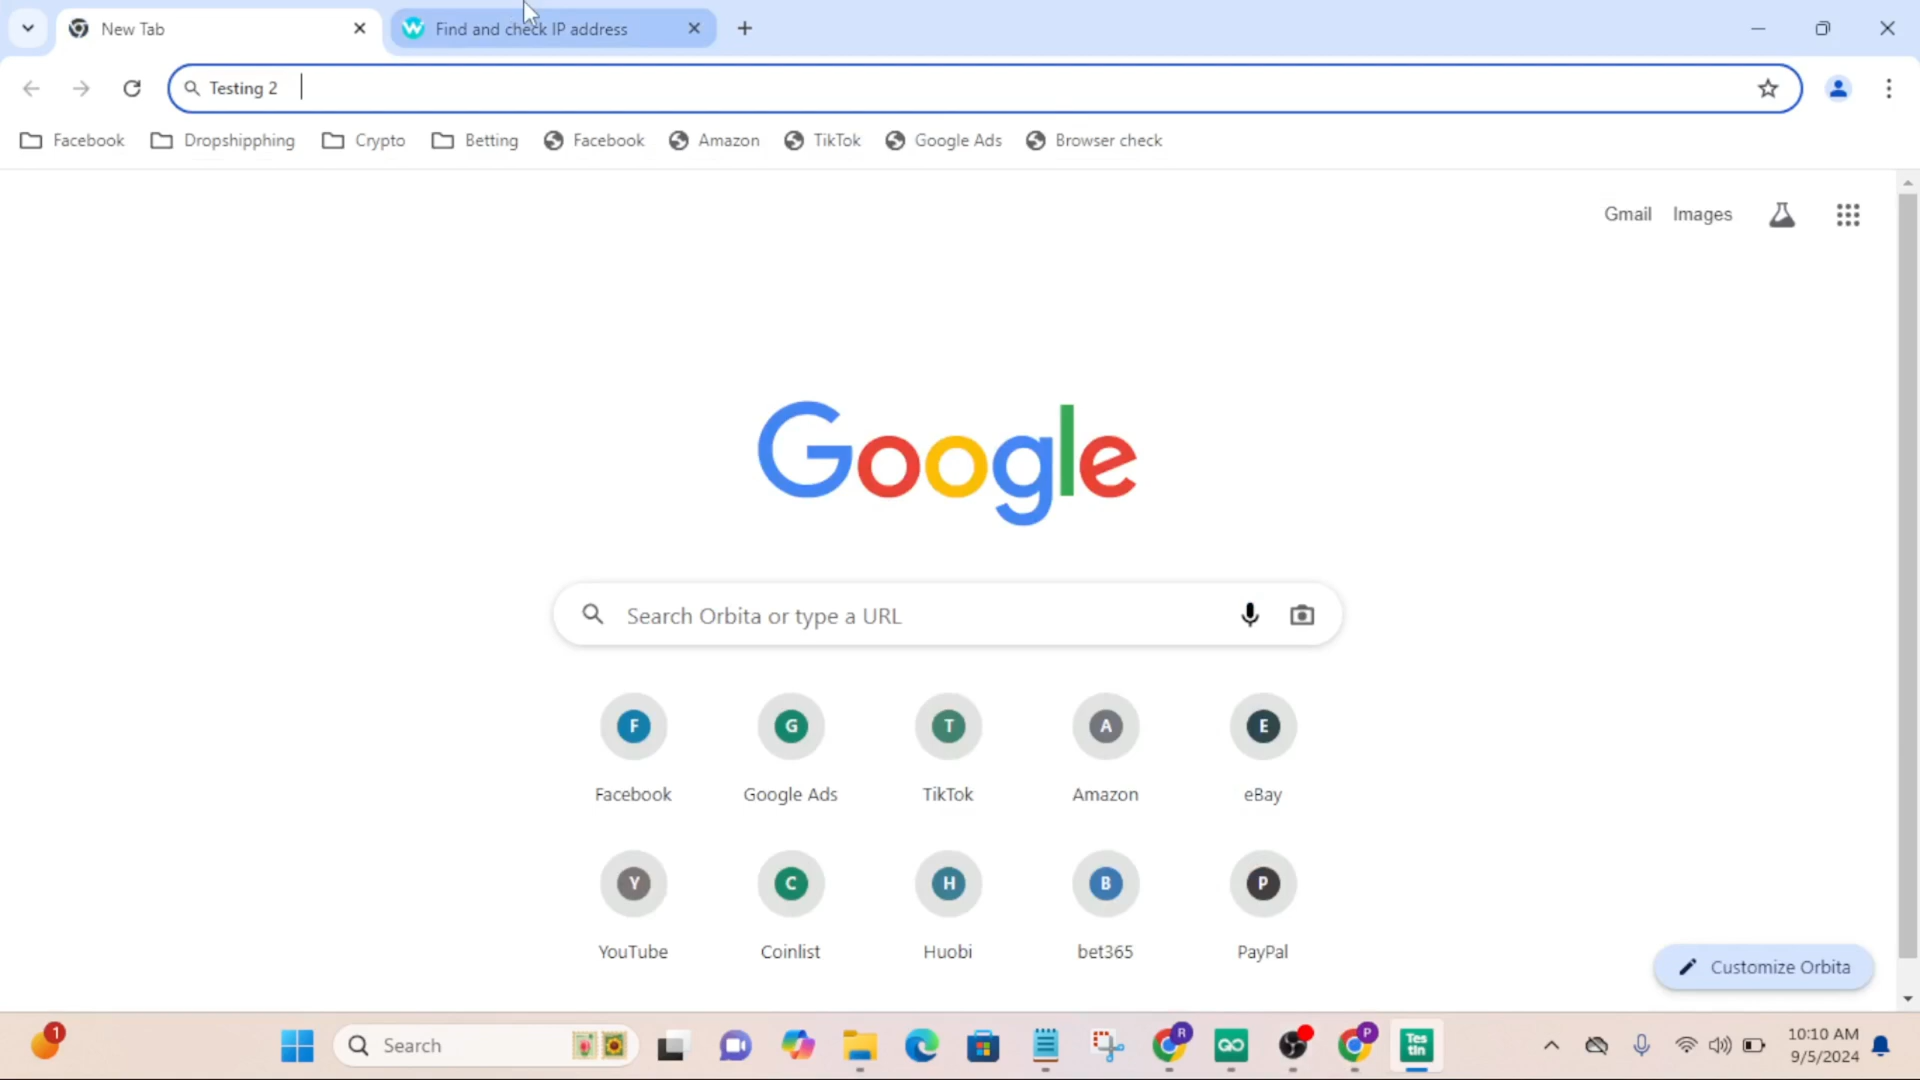 New Tab
Find and check IP address
Testing 2
Facebook
Dropshipphing
Crypto
Betting
Facebook
Amazon
TikTok
Google Ads
Browser check
Gmail
Images
Google
Search Orbita or type a URL
F
G
T
A
E
Facebook
Google Ads
TikTok
Amazon
eBay
Y
C
H
B
P
YouTube
Coinlist
Huobi
bet365
PayPal
Customize Orbita
1
Search
R
P
Tes
tin
10:10 AM
9/5/2024